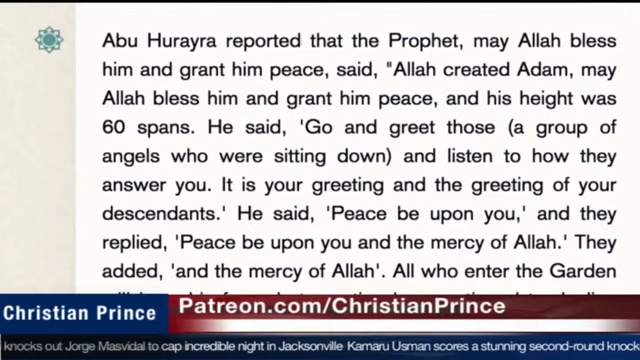 Abu Hurayra reported that the Prophet, may Allah bless
him and grant him peace, said, "Allah created Adam, may
Allah bless him and grant him peace, and his height was
60 spans. He said, 'Go and greet those (a group of
angels who were sitting down) and listen to how they
answer you. It is your greeting and the greeting of your
descendants.' He said, 'Peace be upon you,' and they
replied, 'Peace be upon you and the mercy of Allah.' They
added, 'and the mercy of Allah'. All who enter the Garden
Christian Prince
Patreon.com/ChristianPrince
knocks out Jorge Masvidal to cap incredible night in Jacksonville Kamaru Usman scores a stunning second-round knock